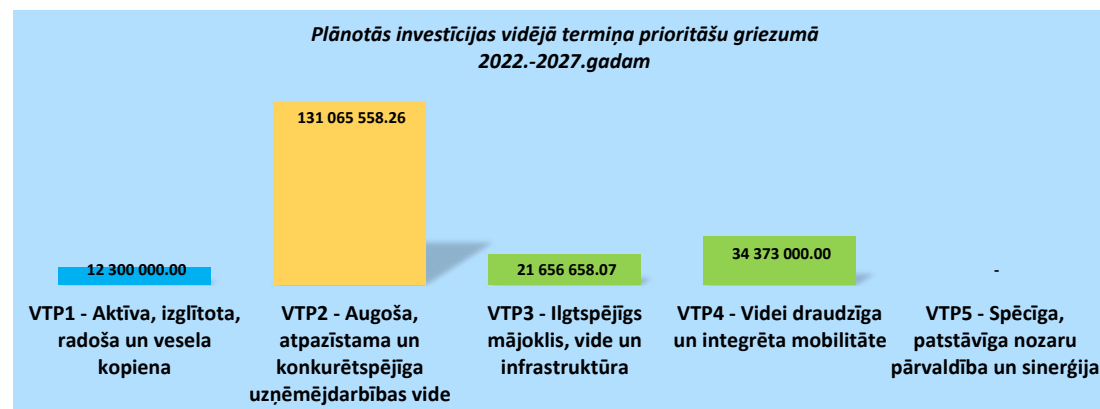 Plānotās investīcijas vidējā termiņa prioritāšu griezumā
2022.-2027.gadam
131 065 558.26
12 300 000.00
21 656 658.07
34 373 000.00
-
VTP1 - Aktīva, izglītota,
radoša un vesela
kopiena
VTP2 - Augoša,
atpazīstama un
konkurētspējīga
uzņēmējdarbības vide
VTP3 - Ilgtspējīgs
mājoklis, vide un
infrastruktūra
VTP4 - Videi draudzīga
un integrēta mobilitāte
VTP5 - Spēcīga,
patstāvīga nozaru
pārvaldība un sinerģija